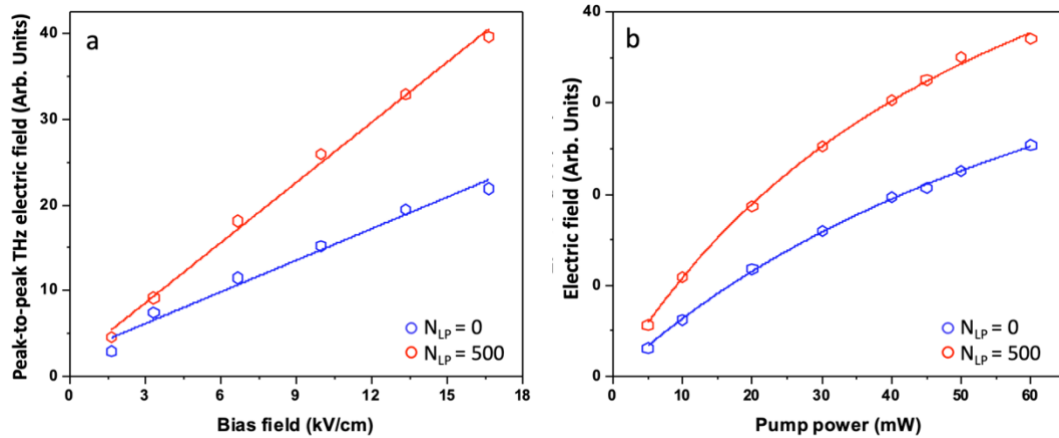 a
Peak-to-peak THz electric field (Arb. Units)
40
30
20
10
0
0
3
6
9
12
15
18
Bias field (kV/cm)
N_LP = 0
N_LP = 500
b
Electric field (Arb. Units)
0
0
0
40
0
10
20
30
40
50
60
Pump power (mW)
N_LP = 0
N_LP = 500